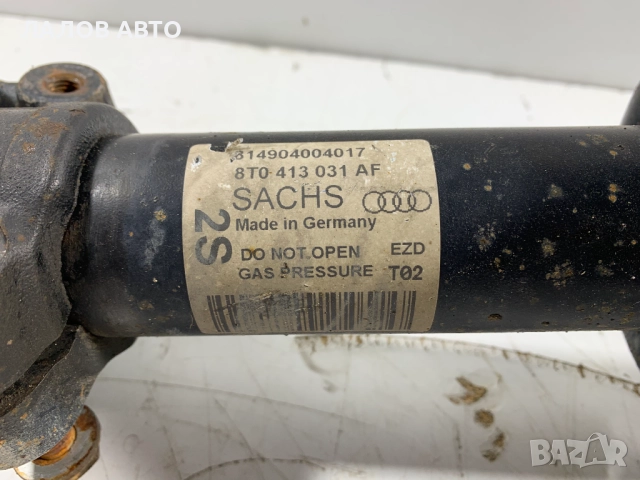 АЛОВ АВТО
814904004017
8T0 413 031 AF
SACHS
Made in Germany
2S
DO NOT OPEN EZD
GAS PRESSURE T02
BAZAR